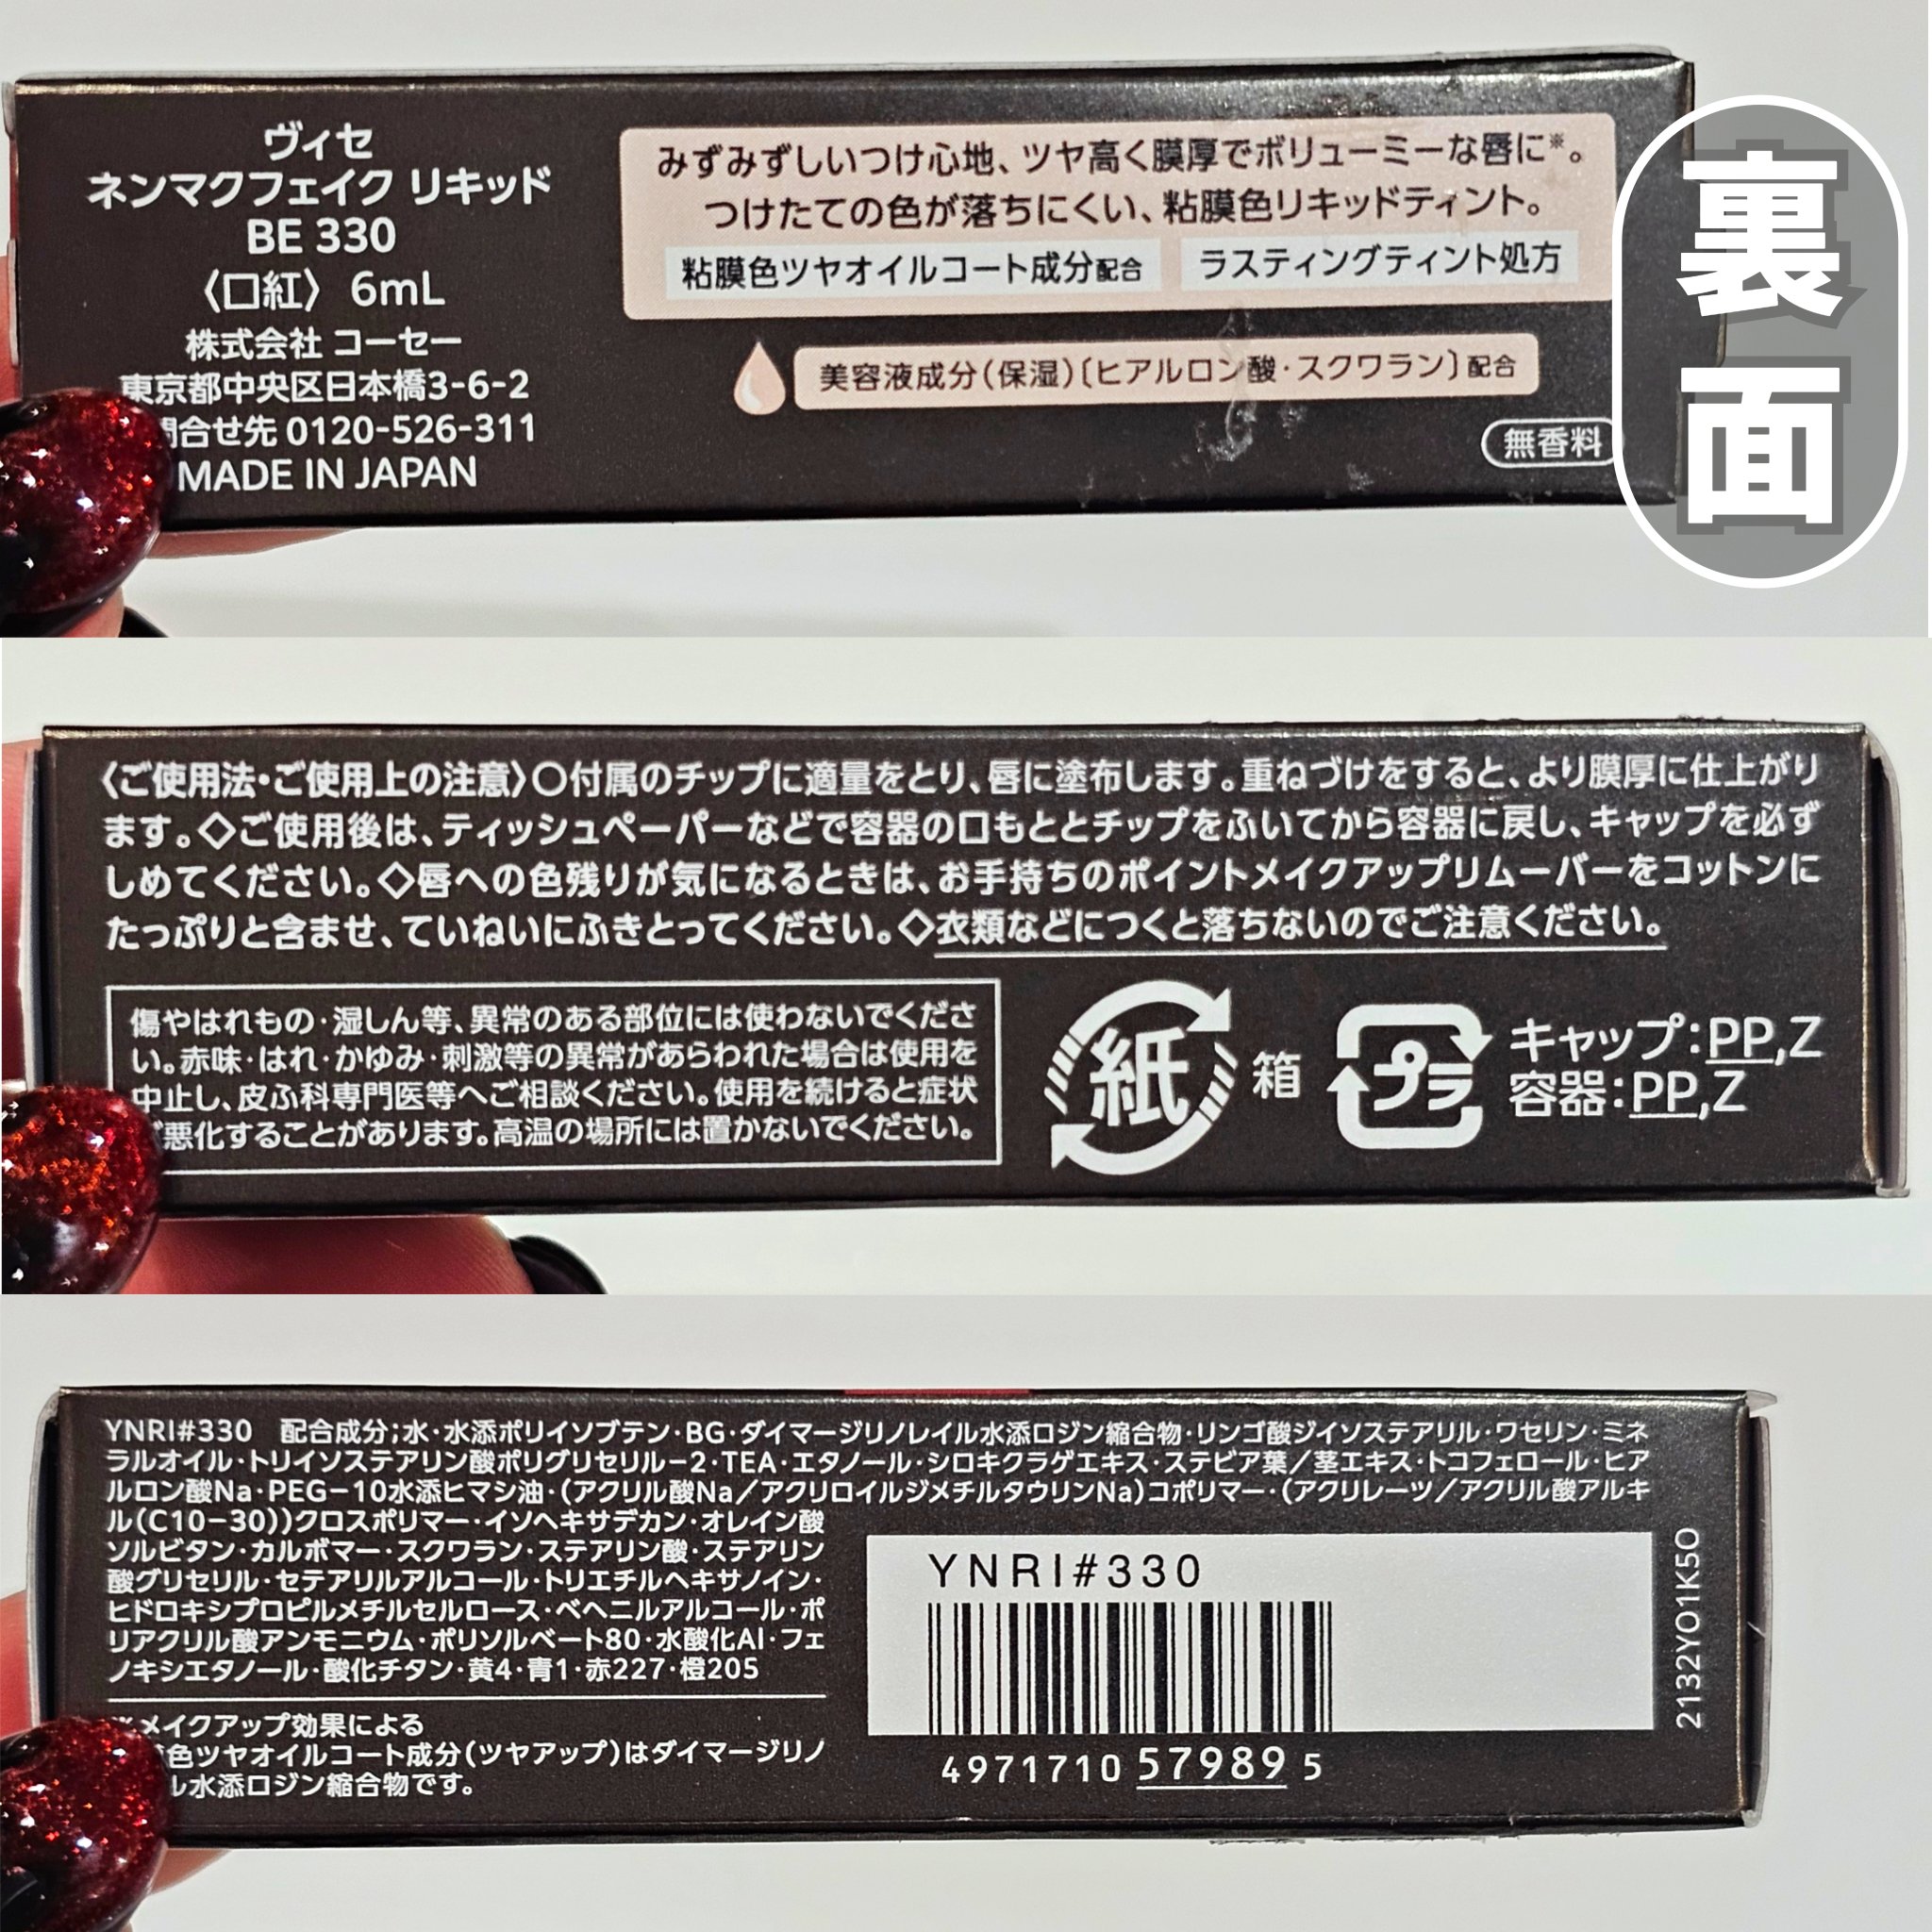 裏面
ヴィセ
ネンマクフェイク リキッド
BE 330
〈口紅〉 6mL
株式会社 コーセー
東京都中央区日本橋3-6-2
問合せ先 0120-526-311
MADE IN JAPAN
みずみずしいつけ心地、ツヤ高く膜厚でボリューミーな唇に※。
つけたての色が落ちにくい、粘膜色リキッドティント。
粘膜色ツヤオイルコート成分配合 ラスティングティント処方
美容液成分(保湿)〔ヒアルロン酸・スクワラン〕配合
無香料
〈ご使用法・ご使用上の注意〉○付属のチップに適量をとり、唇に塗布します。重ねづけをすると、より膜厚に仕上がり
ます。◇ご使用後は、ティッシュペーパーなどで容器の口もととチップをふいてから容器に戻し、キャップを必ず
しめてください。◇唇への色残りが気になるときは、お手持ちのポイントメイクアップリムーバーをコットンに
たっぷりと含ませ、ていねいにふきとってください。◇衣類などにつくと落ちないのでご注意ください。
傷やはれもの・湿しん等、異常のある部位には使わないでくださ
い。赤味・はれ・かゆみ・刺激等の異常があらわれた場合は使用を
中止し、皮ふ科専門医等へご相談ください。使用を続けると症状
が悪化することがあります。高温の場所には置かないでください。
紙 箱
プラ
キャップ:PP,Z
容器:PP,Z
YNRI#330 配合成分;水・水添ポリイソブテン・BG・ダイマージリノレイル水添ロジン縮合物・リンゴ酸ジイソステアリル・ワセリン・ミネ
ラルオイル・トリイソステアリン酸ポリグリセリル−2・TEA・エタノール・シロキクラゲエキス・ステビア葉/茎エキス・トコフェロール・ヒア
ルロン酸Na・PEG−10水添ヒマシ油・(アクリル酸Na/アクリロイルジメチルタウリンNa)コポリマー・(アクリレーツ/アクリル酸アルキ
ル(C10−30))クロスポリマー・イソヘキサデカン・オレイン酸
ソルビタン・カルボマー・スクワラン・ステアリン酸・ステアリン
酸グリセリル・セテアリルアルコール・トリエチルヘキサノイン・
ヒドロキシプロピルメチルセルロース・ベヘニルアルコール・ポ
リアクリル酸アンモニウム・ポリソルベート80・水酸化Al・フェ
ノキシエタノール・酸化チタン・黄4・青1・赤227・橙205
※メイクアップ効果による
色ツヤオイルコート成分(ツヤアップ)はダイマージリノ
ル水添ロジン縮合物です。
YNRI#330
4971710 57989 5
2132YO1K5O